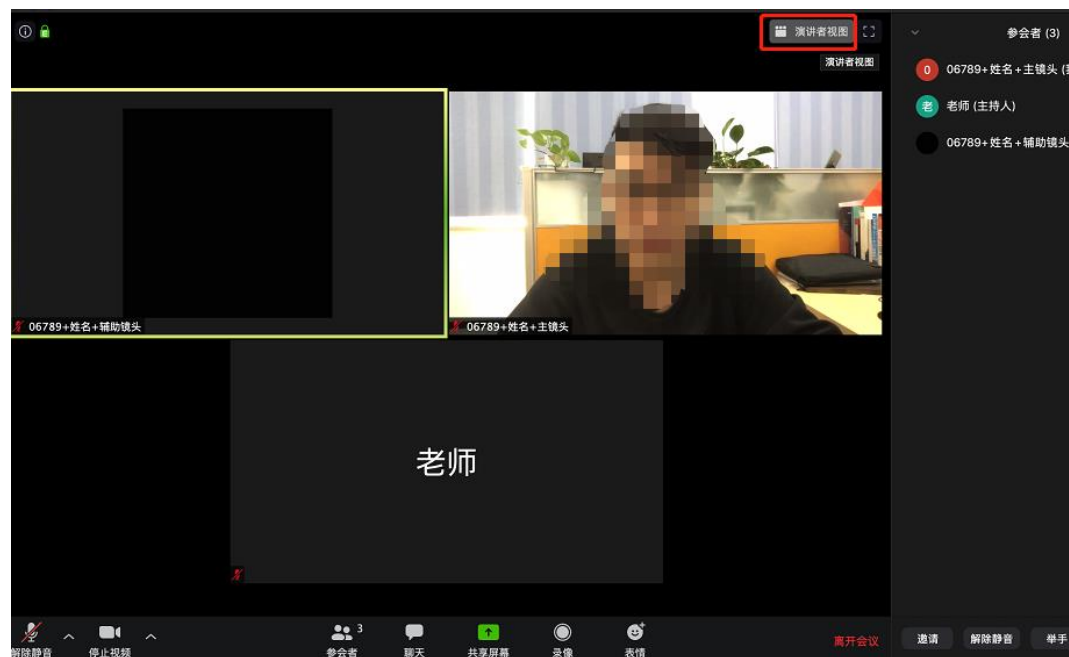 演讲者视图
演讲者视图
参会者 (3)
0 06789+姓名+主镜头
老 老师 (主持人)
06789+姓名+辅助镜头
06789+姓名+辅助镜头
06789+姓名+主镜头
老师
解除静音
停止视频
3
参会者
聊天
共享屏幕
录像
表情
离开会议
邀请
解除静音
举手